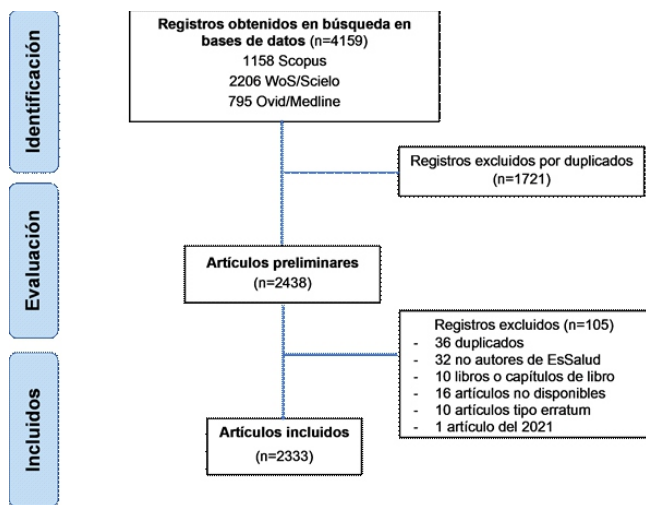 Identificación
Registros obtenidos en búsqueda en
bases de datos (n=4159)
1158 Scopus
2206 WoS/Scielo
795 Ovid/Medline
Registros excluidos por duplicados
(n=1721)
Evaluación
Artículos preliminares
(n=2438)
Registros excluidos (n=105)
- 36 duplicados
- 32 no autores de EsSalud
- 10 libros o capítulos de libro
- 16 artículos no disponibles
- 10 artículos tipo erratum
- 1 artículo del 2021
Incluidos
Artículos incluidos
(n=2333)